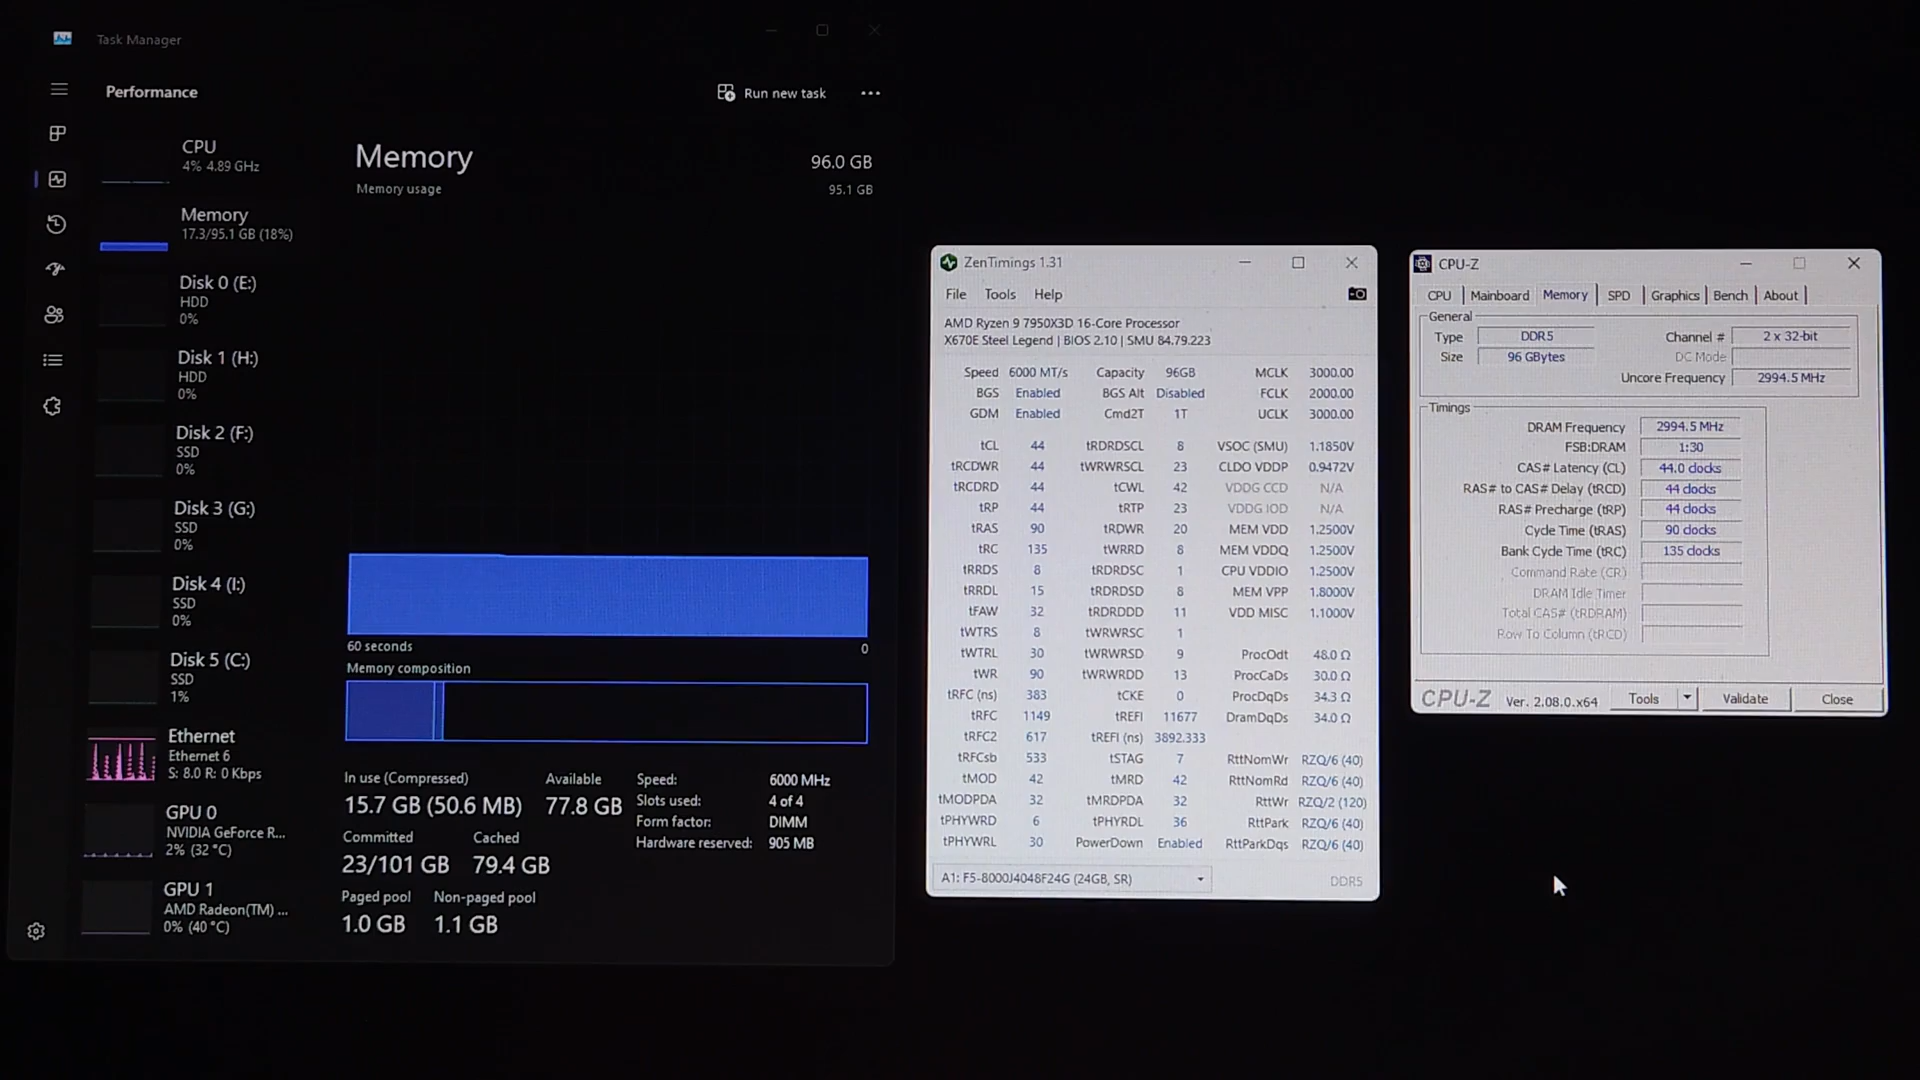 Task Manager
Performance
Run new task
CPU
4% 4.89 GHz
Memory
17.3/95.1 GB (18%)
Disk 0 (E:)
HDD
0%
Disk 1 (H:)
HDD
0%
Disk 2 (F:)
SSD
0%
Disk 3 (G:)
SSD
0%
Disk 4 (I:)
SSD
0%
Disk 5 (C:)
SSD
1%
Ethernet
Ethernet 6
S: 8.0 R: 0 Kbps
GPU 0
NVIDIA GeForce R...
2% (32 °C)
GPU 1
AMD Radeon(TM) ...
0% (40 °C)
Memory 96.0 GB
Memory usage 95.1 GB
60 seconds 0
Memory composition
In use (Compressed) Available
15.7 GB (50.6 MB) 77.8 GB
Committed Cached
23/101 GB 79.4 GB
Paged pool Non-paged pool
1.0 GB 1.1 GB
Speed: 6000 MHz
Slots used: 4 of 4
Form factor: DIMM
Hardware reserved: 905 MB
ZenTimings 1.31
File Tools Help
AMD Ryzen 9 7950X3D 16-Core Processor
X670E Steel Legend | BIOS 2.10 | SMU 84.79.223
Speed 6000 MT/s Capacity 96GB MCLK 3000.00
BGS Enabled BGS Alt Disabled FCLK 2000.00
GDM Enabled Cmd2T 1T UCLK 3000.00
tCL 44 tRDRDSCL 8 VSOC (SMU) 1.1850V
tRCDWR 44 tWRWRSCL 23 CLDO VDDP 0.9472V
tRCDRD 44 tCWL 42 VDDG CCD N/A
tRP 44 tRTP 23 VDDG IOD N/A
tRAS 90 tRDWR 20 MEM VDD 1.2500V
tRC 135 tWRRD 8 MEM VDDQ 1.2500V
tRRDS 8 tRDRDSC 1 CPU VDDIO 1.2500V
tRRDL 15 tRDRDSD 8 MEM VPP 1.8000V
tFAW 32 tRDRDDD 11 VDD MISC 1.1000V
tWTRS 8 tWRWRSC 1
tWTRL 30 tWRWRSD 9 ProcOdt 48.0 Ω
tWR 90 tWRWRDD 13 ProcCaDs 30.0 Ω
tRFC (ns) 383 tCKE 0 ProcDqDs 34.3 Ω
tRFC 1149 tREFI 11677 DramDqDs 34.0 Ω
tRFC2 617 tREFI (ns) 3892.333
tRFCsb 533 tSTAG 7 RttNomWr RZQ/6 (40)
tMOD 42 tMRD 42 RttNomRd RZQ/6 (40)
tMODPDA 32 tMRDPDA 32 RttWr RZQ/2 (120)
tPHYWRD 6 tPHYRDL 36 RttPark RZQ/6 (40)
tPHYWRL 30 PowerDown Enabled RttParkDqs RZQ/6 (40)
A1: F5-8000J4048F24G (24GB, SR) DDR5
CPU-Z
CPU Mainboard Memory SPD Graphics Bench About
General
Type DDR5 Channel # 2 x 32-bit
Size 96 GBytes DC Mode
Uncore Frequency 2994.5 MHz
Timings
DRAM Frequency 2994.5 MHz
FSB:DRAM 1:30
CAS# Latency (CL) 44.0 clocks
RAS# to CAS# Delay (tRCD) 44 clocks
RAS# Precharge (tRP) 44 clocks
Cycle Time (tRAS) 90 clocks
Bank Cycle Time (tRC) 135 clocks
Command Rate (CR)
DRAM Idle Timer
Total CAS# (tRDRAM)
Row To Column (tRCD)
CPU-Z Ver. 2.08.0.x64 Tools Validate Close